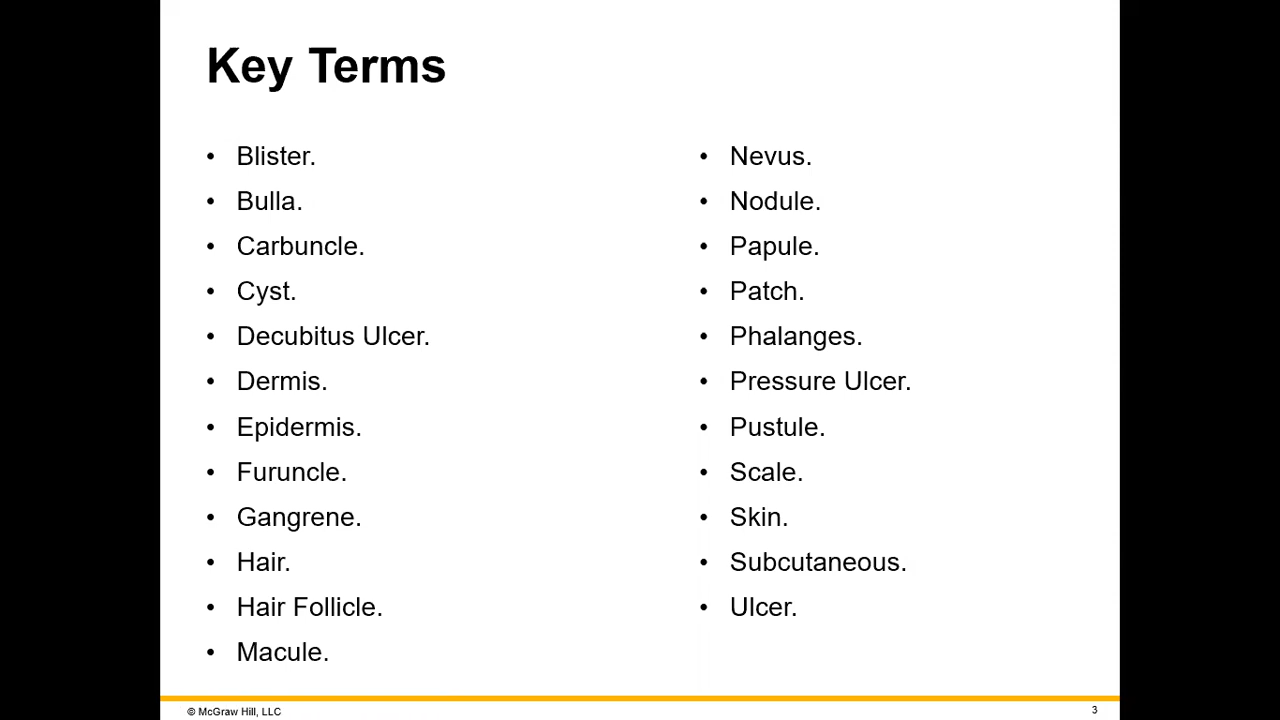 Key Terms
• Blister.
• Bulla.
• Carbuncle.
• Cyst.
• Decubitus Ulcer.
• Dermis.
• Epidermis.
• Furuncle.
• Gangrene.
• Hair.
• Hair Follicle.
• Macule.
• Nevus.
• Nodule.
• Papule.
• Patch.
• Phalanges.
• Pressure Ulcer.
• Pustule.
• Scale.
• Skin.
• Subcutaneous.
• Ulcer.
© McGraw Hill, LLC
3